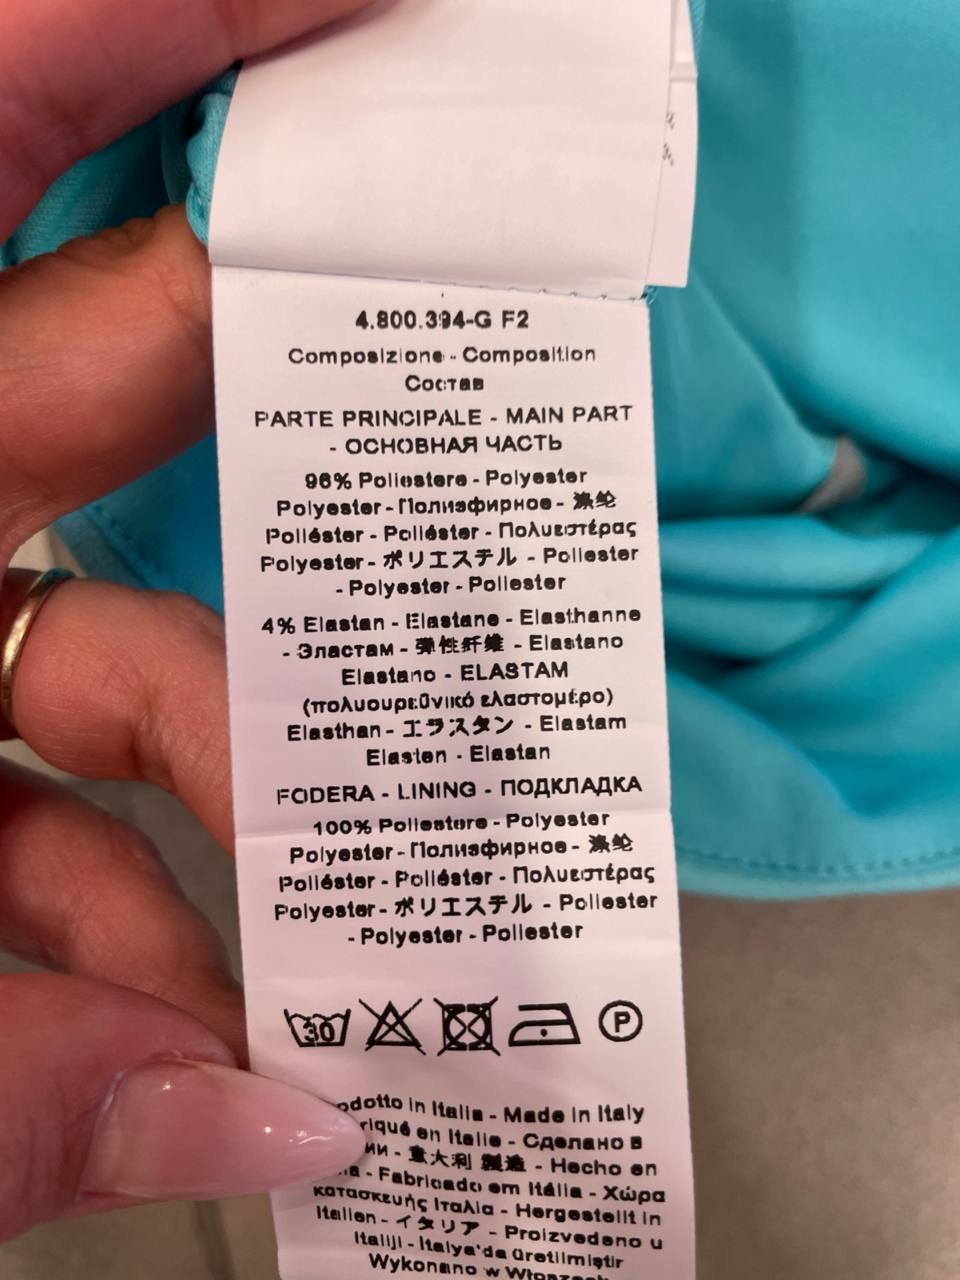 4.800.394-G F2
Composizione - Composition
Состав
PARTE PRINCIPALE - MAIN PART
- ОСНОВНАЯ ЧАСТЬ
96% Poliestere - Polyester
Polyester - Полиэфирное - 涤纶
Poliéster - Poliéster - Πολυεστέρας
Polyester - ポリエステル - Poliester
- Polyester - Poliester
4% Elastan - Elastane - Elasthanne
- Эластам - 弹性纤维 - Elastano
Elastano - ELASTAM
(πολυουρεθνικό ελαστομέρο)
Elasthan - エラスタン - Elastam
Elasten - Elastan
FODERA - LINING - ПОДКЛАДКА
100% Poliestere - Polyester
Polyester - Полиэфирное - 涤纶
Poliéster - Poliéster - Πολυεστέρας
Polyester - ポリエステル - Poliester
- Polyester - Poliester
30 P
in Italia - Made in Italy
en Italie - Сделано в
- 意大利 製造 - Hecho en
- Fabricado em Itália - Χώρα
κατασκευής Ιταλία - Hergestellt in
Italien - イタリア - Proizvedeno u
Italiji - Italya'da üretilmiştir
Wykonano w